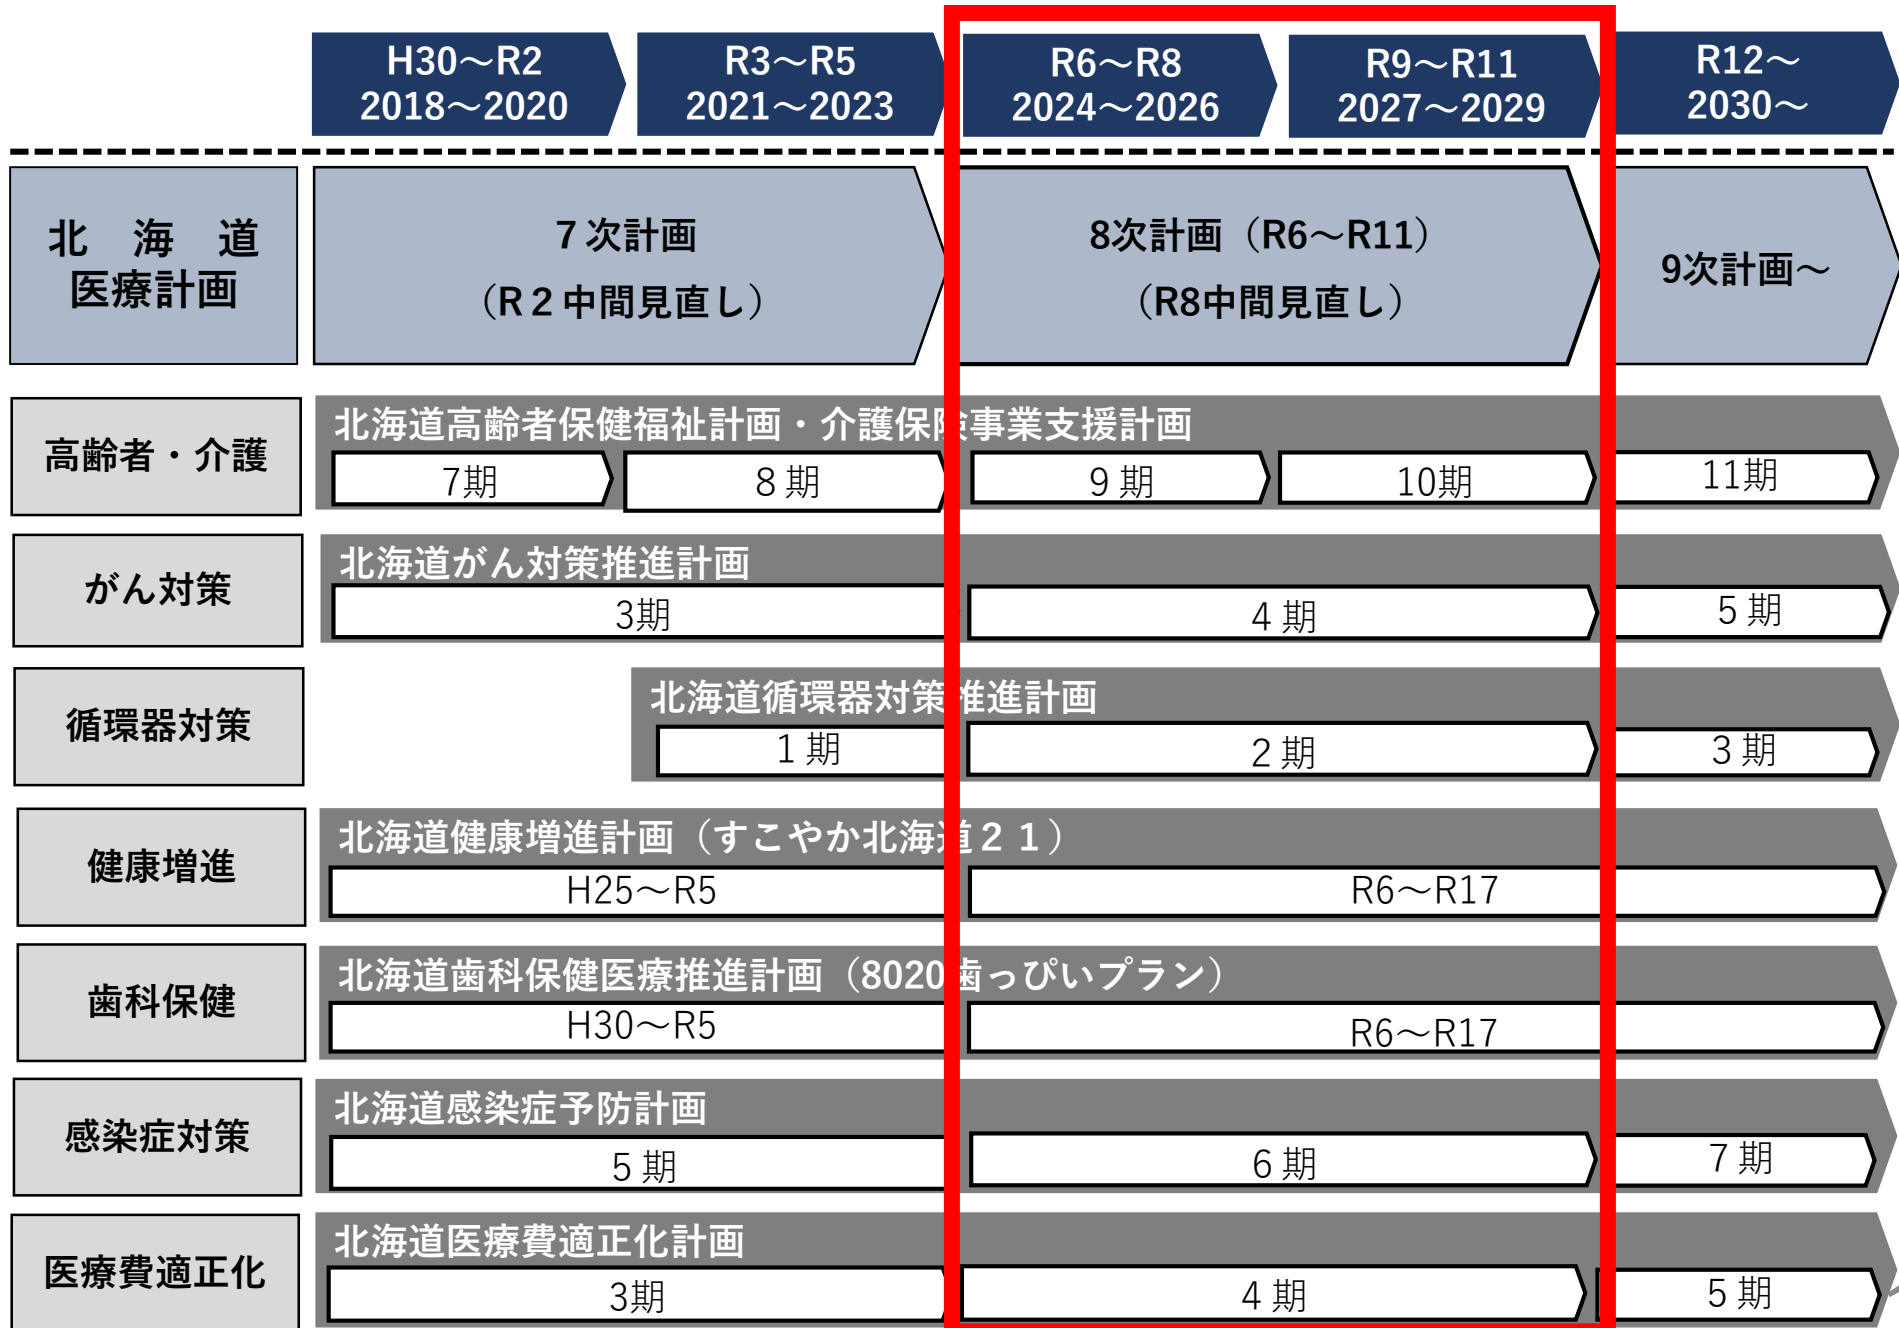 H30～R2
2018～2020
R3～R5
2021～2023
R6～R8
2024～2026
R9～R11
2027～2029
R12～
2030～
北　海　道
医療計画
７次計画
（R２中間見直し）
8次計画（R6～R11）
（R8中間見直し）
9次計画～
高齢者・介護
北海道高齢者保健福祉計画・介護保険事業支援計画
7期
８期
９期
10期
11期
がん対策
北海道がん対策推進計画
3期
４期
５期
循環器対策
北海道循環器対策推進計画
１期
２期
３期
健康増進
北海道健康増進計画（すこやか北海道２１）
H25～R5
R6～R17
歯科保健
北海道歯科保健医療推進計画（8020歯っぴいプラン）
H30～R5
R6～R17
感染症対策
北海道感染症予防計画
５期
６期
７期
医療費適正化
北海道医療費適正化計画
3期
４期
５期